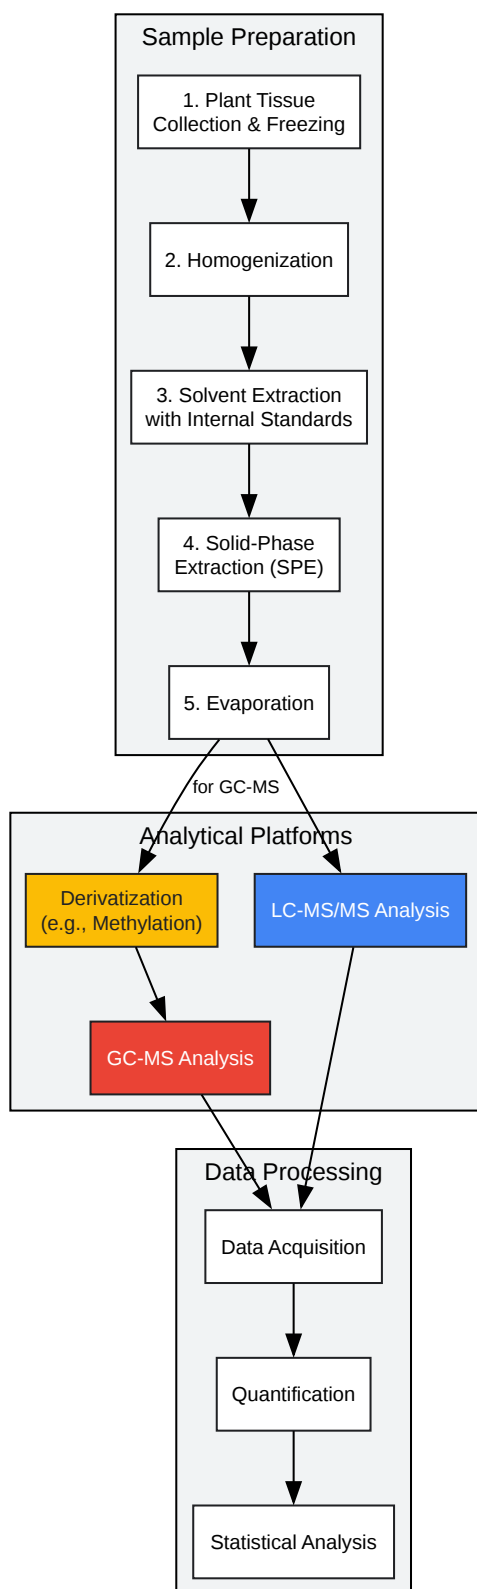 Sample Preparation
1. Plant Tissue
Collection & Freezing
2. Homogenization
3. Solvent Extraction
with Internal Standards
4. Solid-Phase
Extraction (SPE)
5. Evaporation
for GC-MS
Analytical Platforms
Derivatization
(e.g., Methylation)
LC-MS/MS Analysis
GC-MS Analysis
Data Processing
Data Acquisition
Quantification
Statistical Analysis